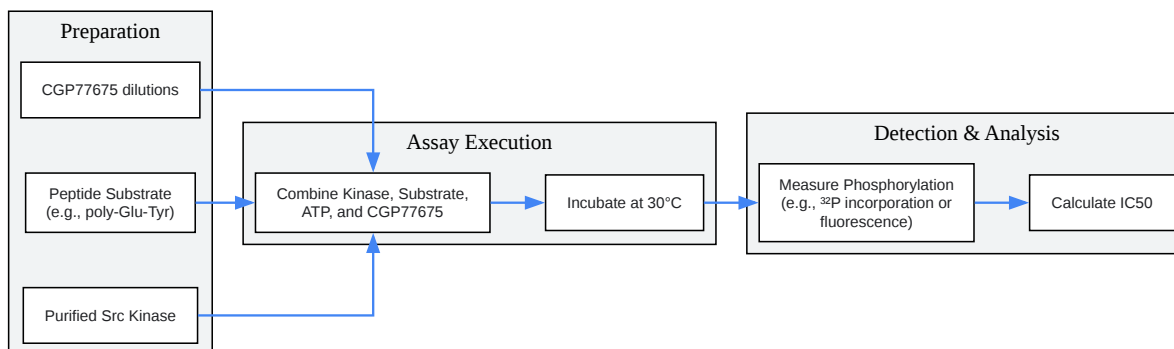 Preparation
CGP77675 dilutions
Peptide Substrate
(e.g., poly-Glu-Tyr)
Purified Src Kinase
Assay Execution
Combine Kinase, Substrate,
ATP, and CGP77675
Incubate at 30°C
Detection & Analysis
Measure Phosphorylation
(e.g., ³²P incorporation or
fluorescence)
Calculate IC50